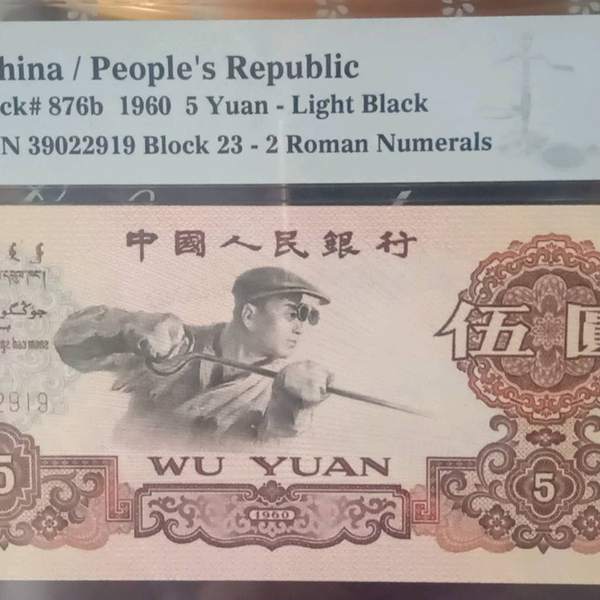 hina / People's Republic
ck# 876b 1960 5 Yuan - Light Black
N 39022919 Block 23 - 2 Roman Numerals
中國人民銀行
伍圓
2919
WU YUAN
5
5
1960